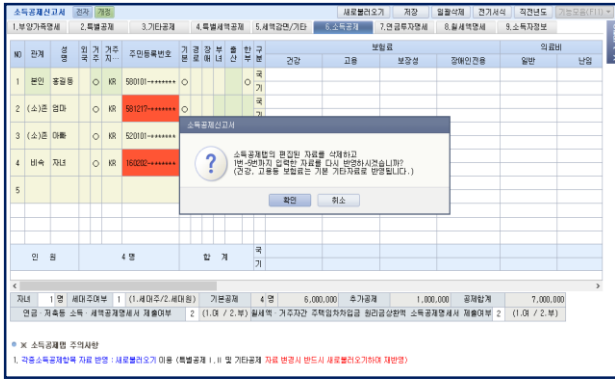 소득공제신고서 전자 개정 새로불러오기 저장 일괄삭제 전기서식 직전년도 기능모음(F11)
1.부양가족명세 2.특별공제 3.기타공제 4.특별세액공제 5.세액감면/기타 6.소득공제 7.연금투자명세 8.월세액명세 9.소득자정보
NO 관계 성명 외국 거주 거주지… 주민등록번호 기본 경로 장애 부녀 출산 한부 구분 보험료 의료비
건강 고용 보장성 장애인전용 일반 난임
1 본인 홍길동 ○ KR 580101-******* ○ ○ 국
기
2 (소)존 엄마 ○ KR 581217-******* ○ 국
기
3 (소)존 아빠 ○ KR 520101-*******
4 비속 자녀 ○ KR 160202-*******
5
소득공제신고서
소득공제탭의 편집된 자료를 삭제하고
1번~5번까지 입력한 자료를 다시 반영하시겠습니까?
(건강, 고용등 보험료는 기본 기타자료로 반영됩니다.)
확인 취소
인 원 4 명 합 계 국
기
자녀 1 명 세대주여부 1 (1.세대주/2.세대원) 기본공제 4 명 6,000,000 추가공제 1,000,000 공제합계 7,000,000
연금·저축등 소득·세액공제명세서 제출여부 2 (1.여 / 2.부) 월세액·거주자간 주택임차차입금 원리금상환액 소득공제명세서 제출여부 2 (1.여 / 2.부)
※ 소득공제탭 주의사항
1. 각종소득공제항목 자료 반영 : 새로불러오기 이용 (특별공제 Ⅰ,Ⅱ 및 기타공제 자료 변경시 반드시 새로불러오기하여 재반영)